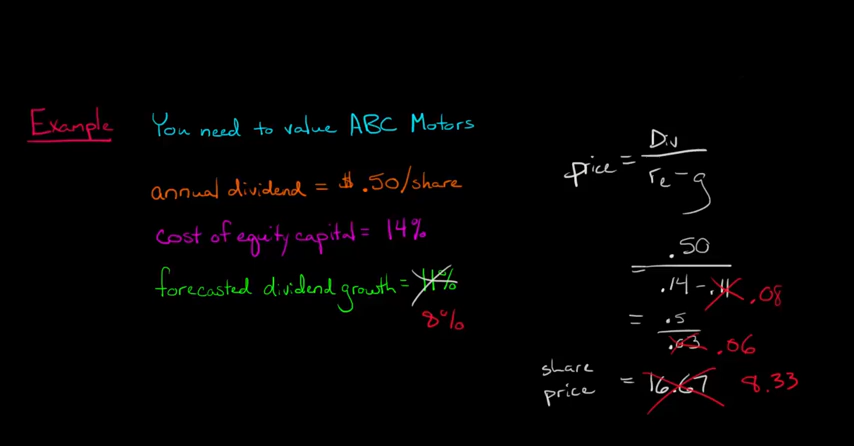 Example
You need to value ABC Motors
annual dividend = $.50/share
cost of equity capital = 14%
forecasted dividend growth = 11%
8%
price = Div / re - g
= .50 / .14 - .11 .08
= .5 / .03 .06
share price = 16.67 8.33